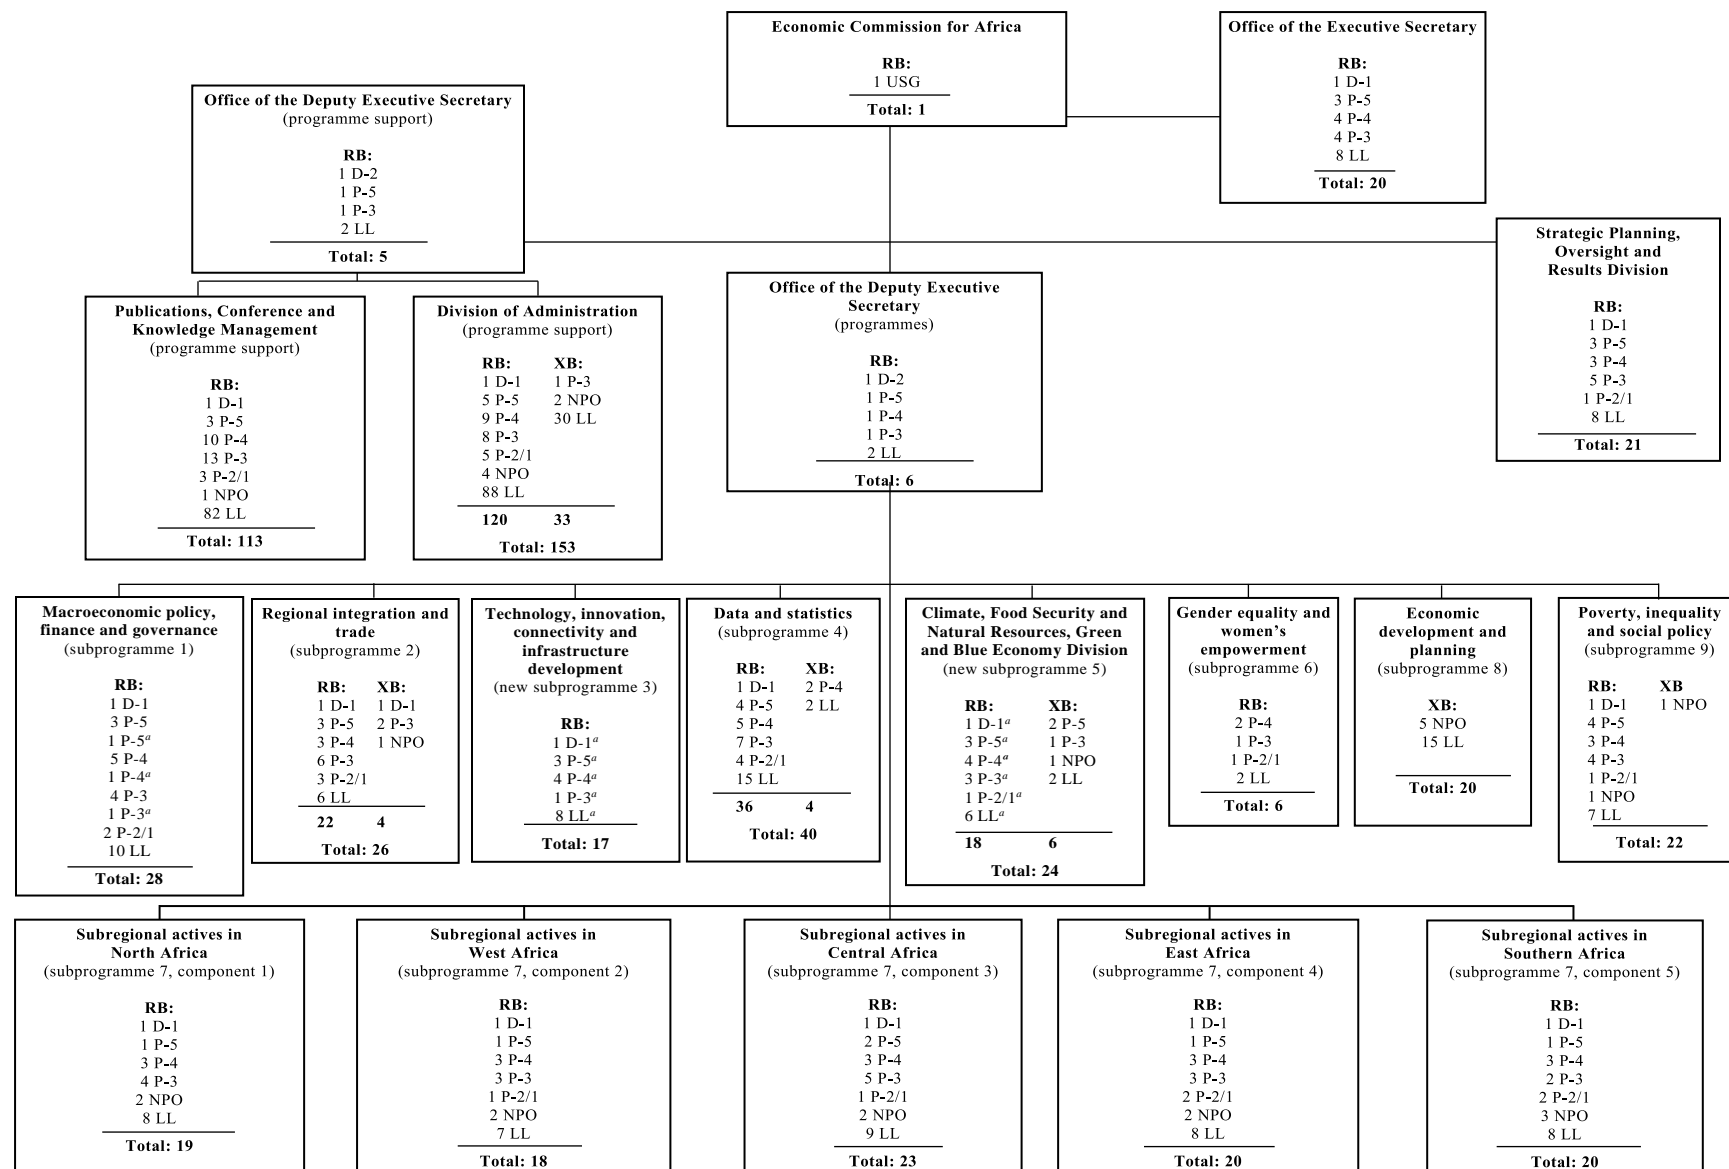 Economic Commission for Africa
RB:
1 USG
Total: 1
Office of the Executive Secretary
RB:
1 D-1
3 P-5
4 P-4
4 P-3
8 LL
Total: 20
Office of the Deputy Executive Secretary
(programme support)
RB:
1 D-2
1 P-5
1 P-3
2 LL
Total: 5
Strategic Planning,
Oversight and
Results Division
RB:
1 D-1
3 P-5
3 P-4
5 P-3
1 P-2/1
8 LL
Total: 21
Publications, Conference and
Knowledge Management
(programme support)
RB:
1 D-1
3 P-5
10 P-4
13 P-3
3 P-2/1
1 NPO
82 LL
Total: 113
Division of Administration
(programme support)
RB: XB:
1 D-1 1 P-3
5 P-5 2 NPO
9 P-4 30 LL
8 P-3
5 P-2/1
4 NPO
88 LL
120 33
Total: 153
Office of the Deputy Executive
Secretary
(programmes)
RB:
1 D-2
1 P-5
1 P-4
1 P-3
2 LL
Total: 6
Macroeconomic policy,
finance and governance
(subprogramme 1)
RB:
1 D-1
3 P-5
1 P-5a
5 P-4
1 P-4a
4 P-3
1 P-3a
2 P-2/1
10 LL
Total: 28
Regional integration and
trade
(subprogramme 2)
RB: XB:
1 D-1 1 D-1
3 P-5 2 P-3
3 P-4 1 NPO
6 P-3
3 P-2/1
6 LL
22 4
Total: 26
Technology, innovation,
connectivity and
infrastructure
development
(new subprogramme 3)
RB:
1 D-1a
3 P-5a
4 P-4a
1 P-3a
8 LLa
Total: 17
Data and statistics
(subprogramme 4)
RB: XB:
1 D-1 2 P-4
4 P-5 2 LL
5 P-4
7 P-3
4 P-2/1
15 LL
36 4
Total: 40
Climate, Food Security and
Natural Resources, Green
and Blue Economy Division
(new subprogramme 5)
RB: XB:
1 D-1a 2 P-5
3 P-5a 1 P-3
4 P-4a 1 NPO
3 P-3a 2 LL
1 P-2/1a
6 LLa
18 6
Total: 24
Gender equality and
women's
empowerment
(subprogramme 6)
RB:
2 P-4
1 P-3
1 P-2/1
2 LL
Total: 6
Economic
development and
planning
(subprogramme 8)
XB:
5 NPO
15 LL
Total: 20
Poverty, inequality
and social policy
(subprogramme 9)
RB: XB
1 D-1 1 NPO
4 P-5
3 P-4
4 P-3
1 P-2/1
1 NPO
7 LL
Total: 22
Subregional actives in
North Africa
(subprogramme 7, component 1)
RB:
1 D-1
1 P-5
3 P-4
4 P-3
2 NPO
8 LL
Total: 19
Subregional actives in
West Africa
(subprogramme 7, component 2)
RB:
1 D-1
1 P-5
3 P-4
3 P-3
1 P-2/1
2 NPO
7 LL
Total: 18
Subregional actives in
Central Africa
(subprogramme 7, component 3)
RB:
1 D-1
2 P-5
3 P-4
5 P-3
1 P-2/1
2 NPO
9 LL
Total: 23
Subregional actives in
East Africa
(subprogramme 7, component 4)
RB:
1 D-1
1 P-5
3 P-4
3 P-3
2 P-2/1
2 NPO
8 LL
Total: 20
Subregional actives in
Southern Africa
(subprogramme 7, component 5)
RB:
1 D-1
1 P-5
3 P-4
2 P-3
2 P-2/1
3 NPO
8 LL
Total: 20